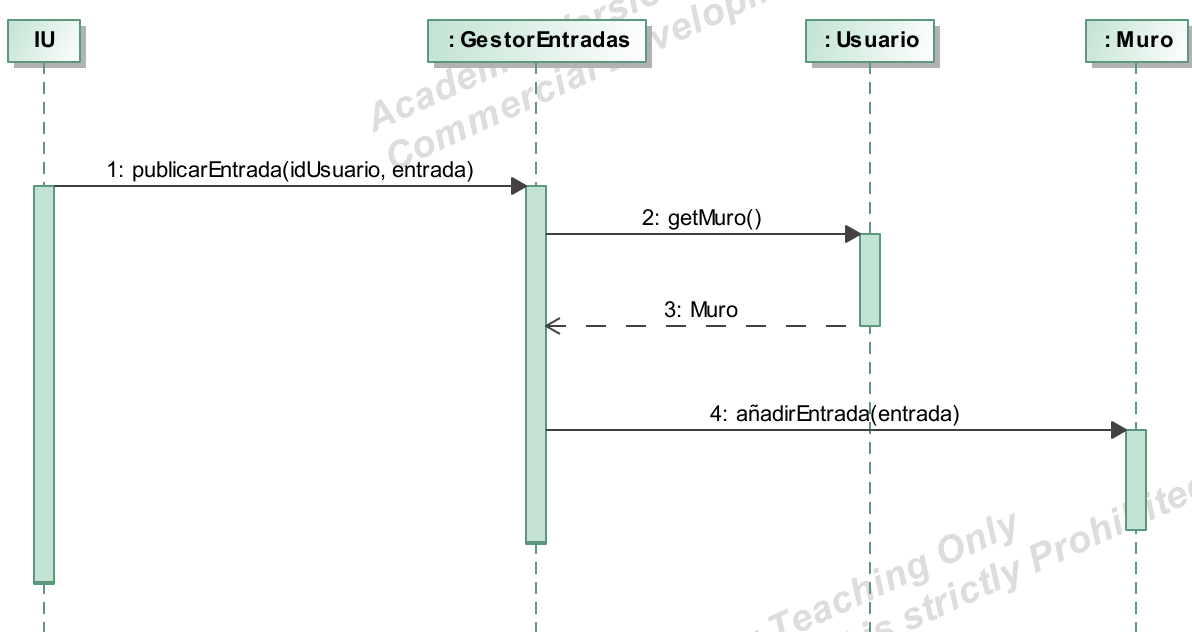 IU
: GestorEntradas
: Usuario
: Muro
Commercial
1: publicarEntrada(idUsuario, entrada)
2: getMuro()
3: Muro
4: añadirEntrada(entrada)
Teaching Only
is strictly Prohibited